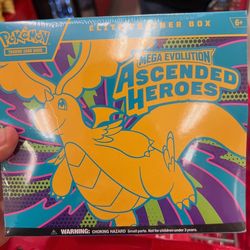 POKÉMON
TRADING CARD GAME
ELITE TRAINER BOX
6+
MEGA EVOLUTION
ASCENDED
HEROES
WARNING: CHOKING HAZARD! Small parts. Not for children under 3 years.